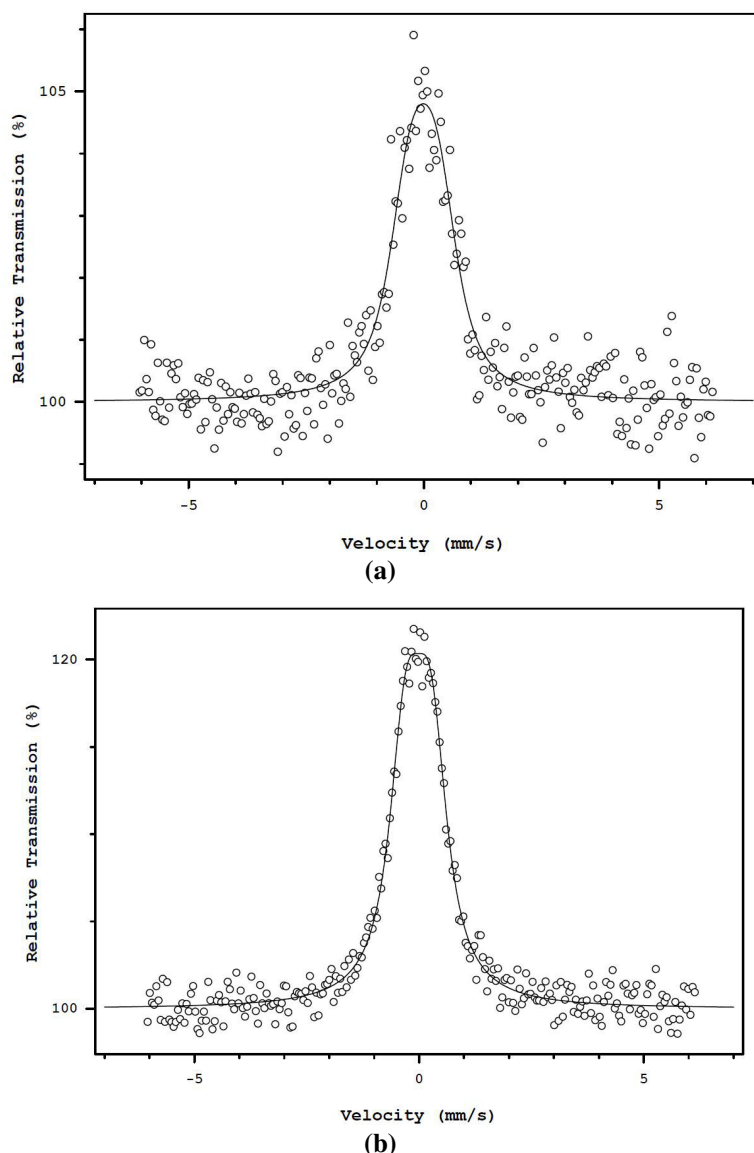 Relative Transmission (%)
105
100
-5
0
5
Velocity (mm/s)
(a)
Relative Transmission (%)
120
100
-5
0
5
Velocity (mm/s)
(b)